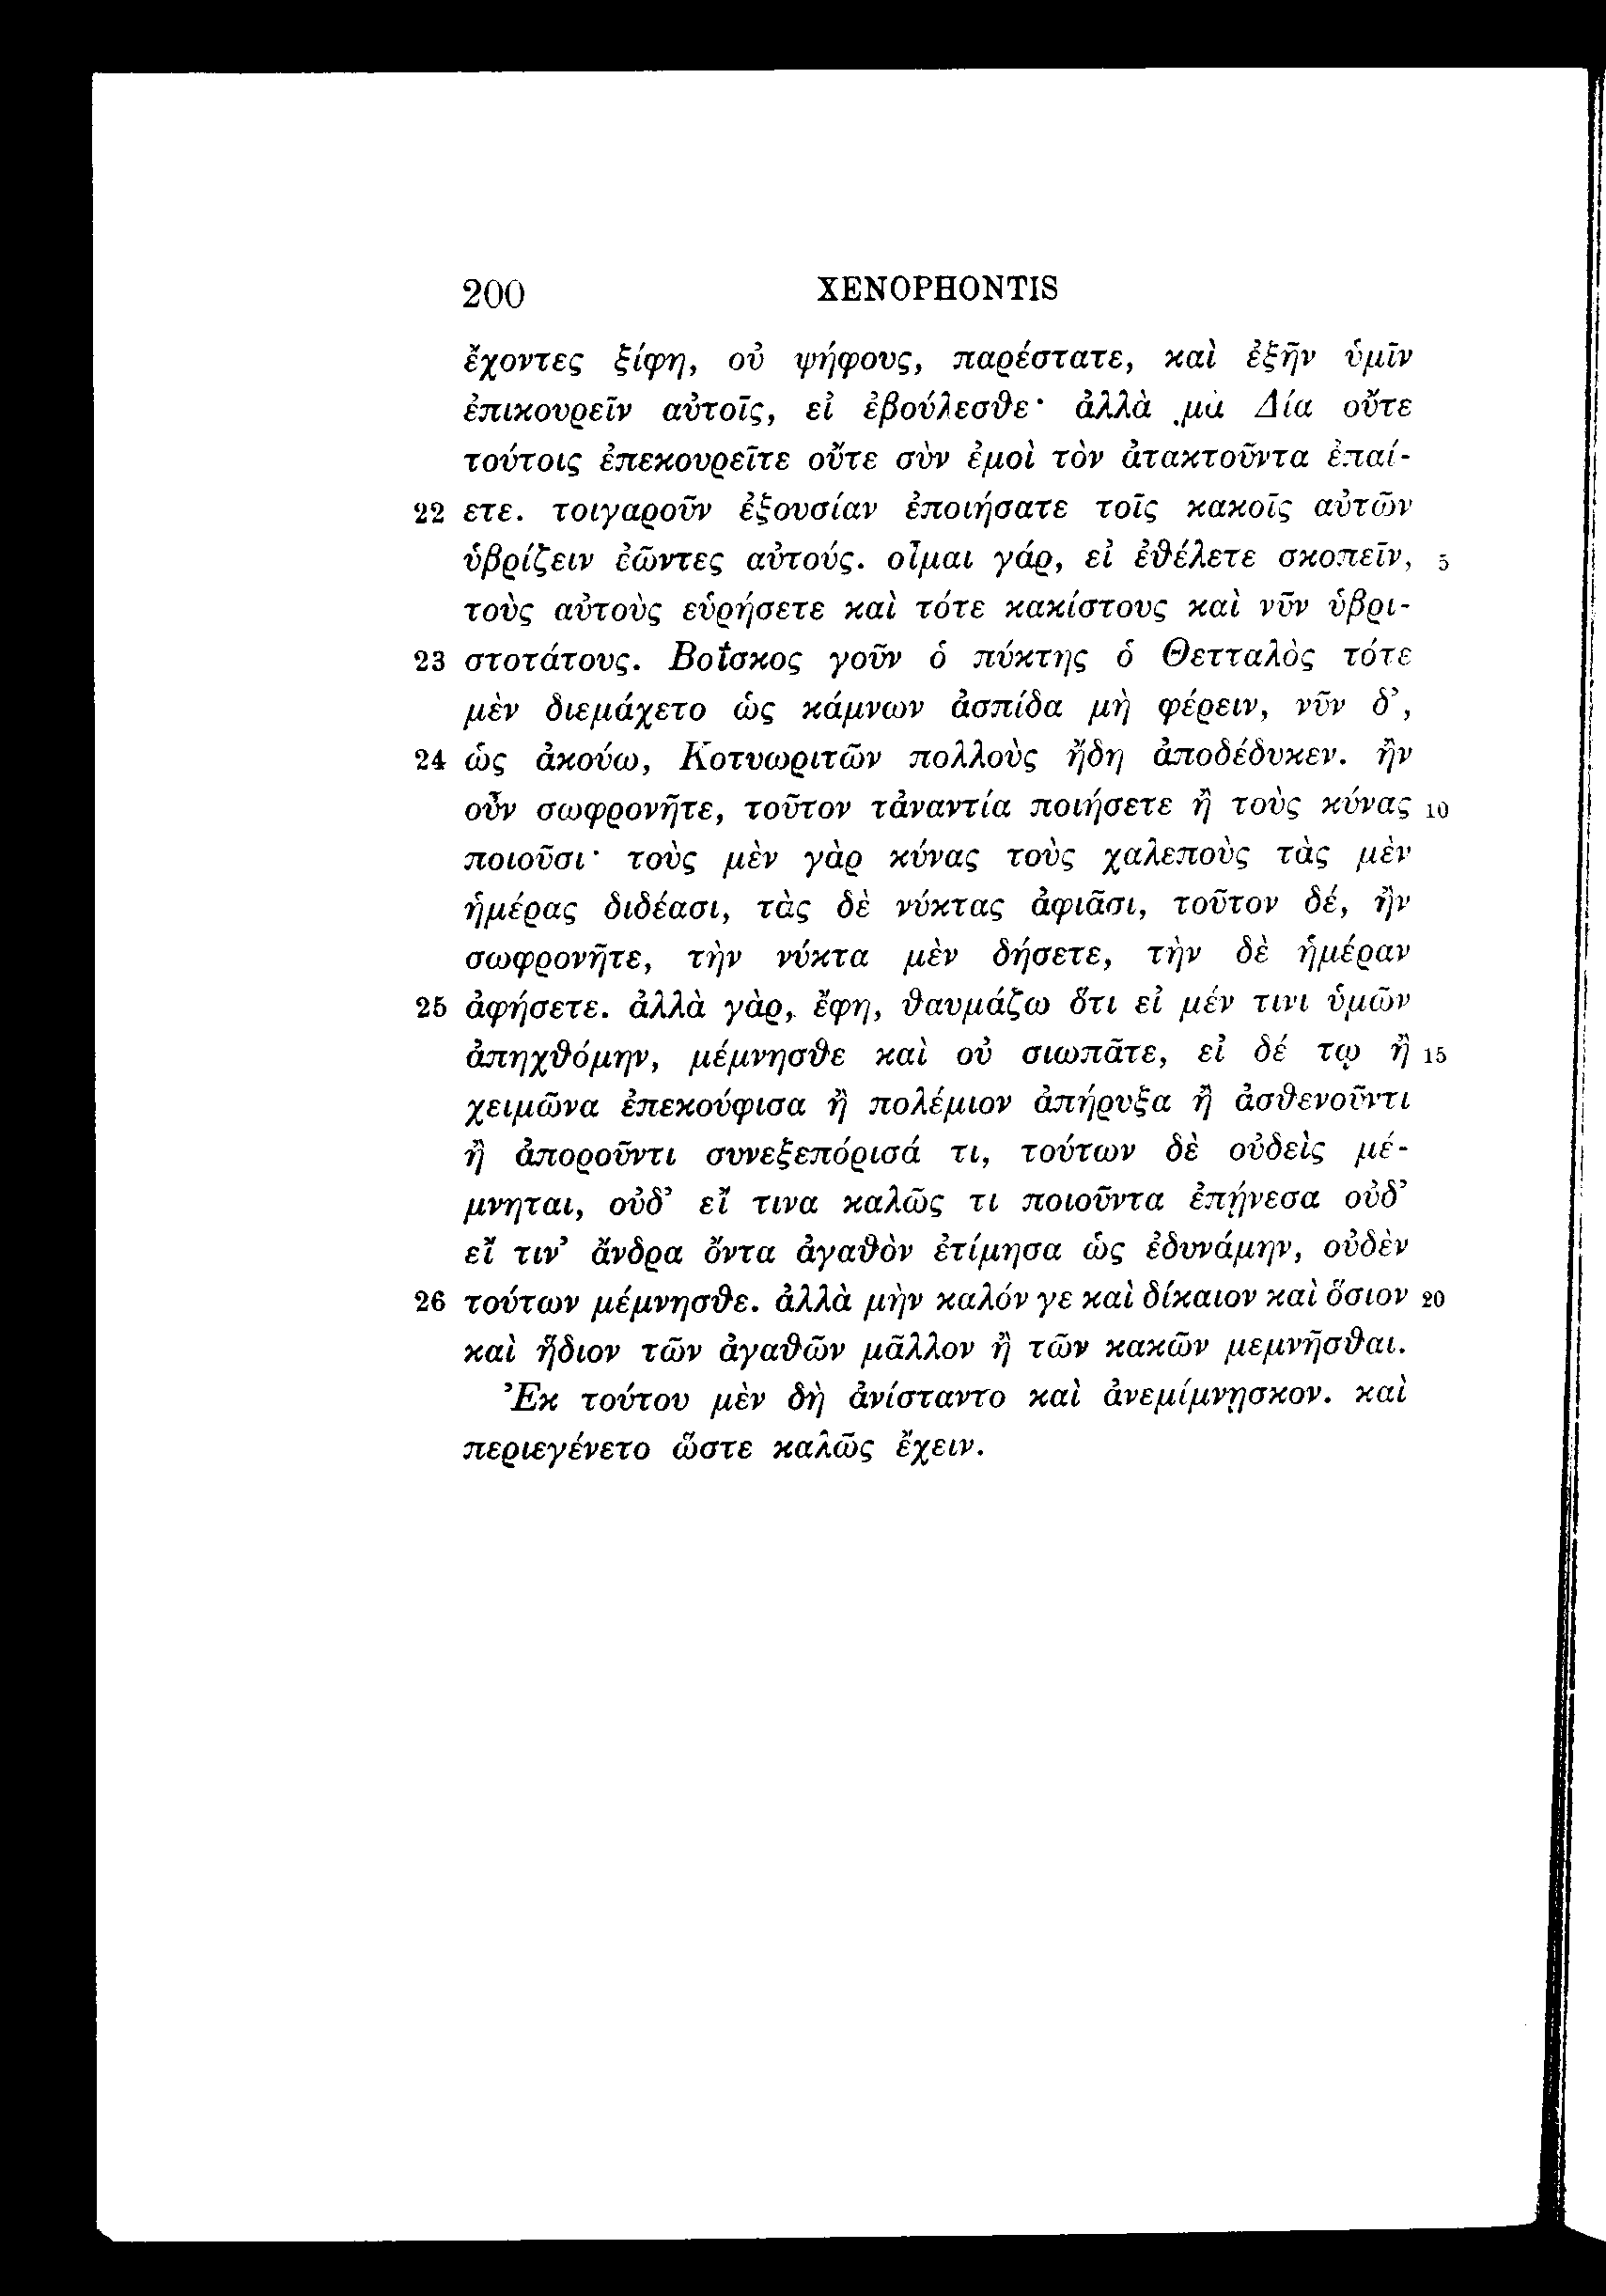 200 XENOPHONTIS
ἔχοντες ξίφη, οὐ ψήφους, παρέστατε, καὶ ἐξῆν ὑμῖν
ἐπικουρεῖν αὐτοῖς, εἰ ἐβούλεσθε· ἀλλὰ μὰ Δία οὔτε
τούτοις ἐπεκουρεῖτε οὔτε σὺν ἐμοὶ τὸν ἀτακτοῦντα ἐπαί-
22 ετε. τοιγαροῦν ἐξουσίαν ἐποιήσατε τοῖς κακοῖς αὐτῶν
ὑβρίζειν ἐῶντες αὐτούς. οἶμαι γάρ, εἰ ἐθέλετε σκοπεῖν, 5
τοὺς αὐτοὺς εὑρήσετε καὶ τότε κακίστους καὶ νῦν ὑβρι-
23 στοτάτους. Βοΐσκος γοῦν ὁ πύκτης ὁ Θετταλὸς τότε
μὲν διεμάχετο ὡς κάμνων ἀσπίδα μὴ φέρειν, νῦν δ’,
24 ὡς ἀκούω, Κοτυωριτῶν πολλοὺς ἤδη ἀποδέδυκεν. ἢν
οὖν σωφρονῆτε, τοῦτον τἀναντία ποιήσετε ἢ τοὺς κύνας 10
ποιοῦσι· τοὺς μὲν γὰρ κύνας τοὺς χαλεποὺς τὰς μὲν
ἡμέρας διδέασι, τὰς δὲ νύκτας ἀφιᾶσι, τοῦτον δέ, ἢν
σωφρονῆτε, τὴν νύκτα μὲν δήσετε, τὴν δὲ ἡμέραν
25 ἀφήσετε. ἀλλὰ γὰρ, ἔφη, θαυμάζω ὅτι εἰ μέν τινι ὑμῶν
ἀπηχθόμην, μέμνησθε καὶ οὐ σιωπᾶτε, εἰ δέ τῳ ἢ 15
χειμῶνα ἐπεκούφισα ἢ πολέμιον ἀπήρυξα ἢ ἀσθενοῦντι
ἢ ἀποροῦντι συνεξεπόρισά τι, τούτων δὲ οὐδεὶς μέ-
μνηται, οὐδ’ εἴ τινα καλῶς τι ποιοῦντα ἐπῄνεσα οὐδ’
εἴ τιν’ ἄνδρα ὄντα ἀγαθὸν ἐτίμησα ὡς ἐδυνάμην, οὐδὲν
26 τούτων μέμνησθε. ἀλλὰ μὴν καλόν γε καὶ δίκαιον καὶ ὅσιον 20
καὶ ἥδιον τῶν ἀγαθῶν μᾶλλον ἢ τῶν κακῶν μεμνῆσθαι.
Ἐκ τούτου μὲν δὴ ἀνίσταντο καὶ ἀνεμίμνῃσκον. καὶ
περιεγένετο ὥστε καλῶς ἔχειν.